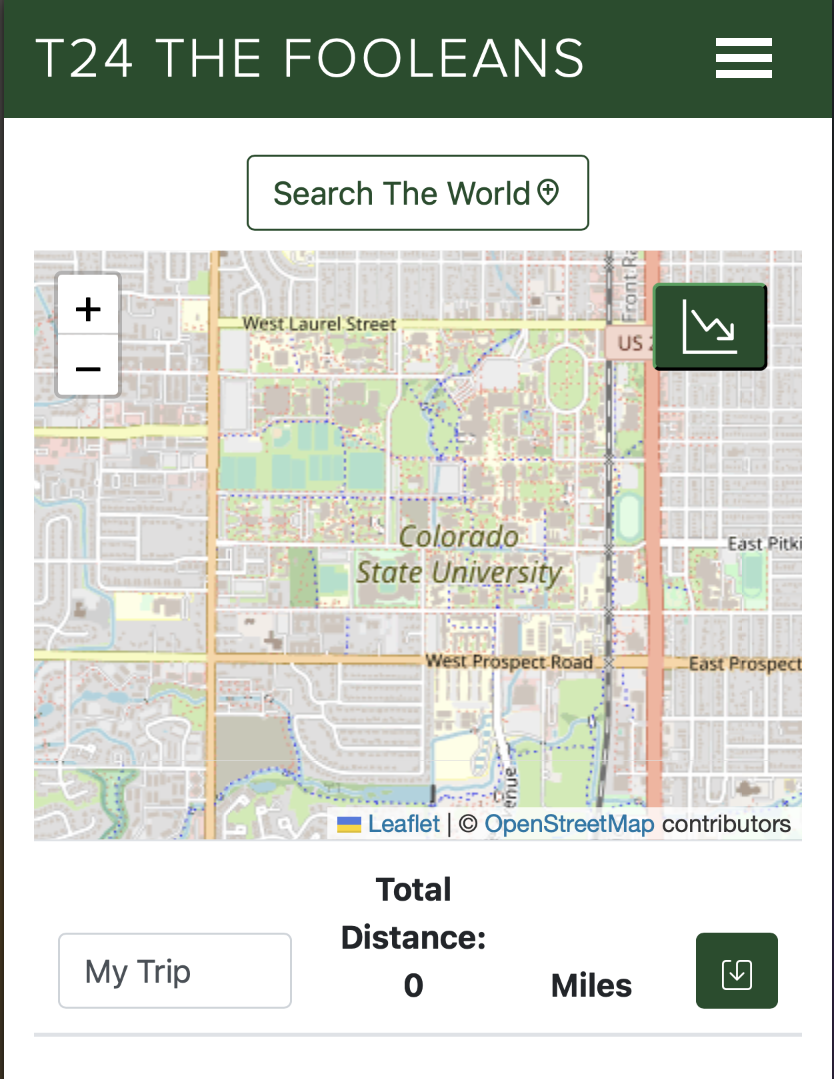 T24 THE FOOLEANS
Search The World
+
−
Front Ra
West Laurel Street
US 2
Colorado
State University
East Pitki
West Prospect Road
East Prospect
enue
Leaflet | © OpenStreetMap contributors
Total
Distance:
My Trip
0
Miles